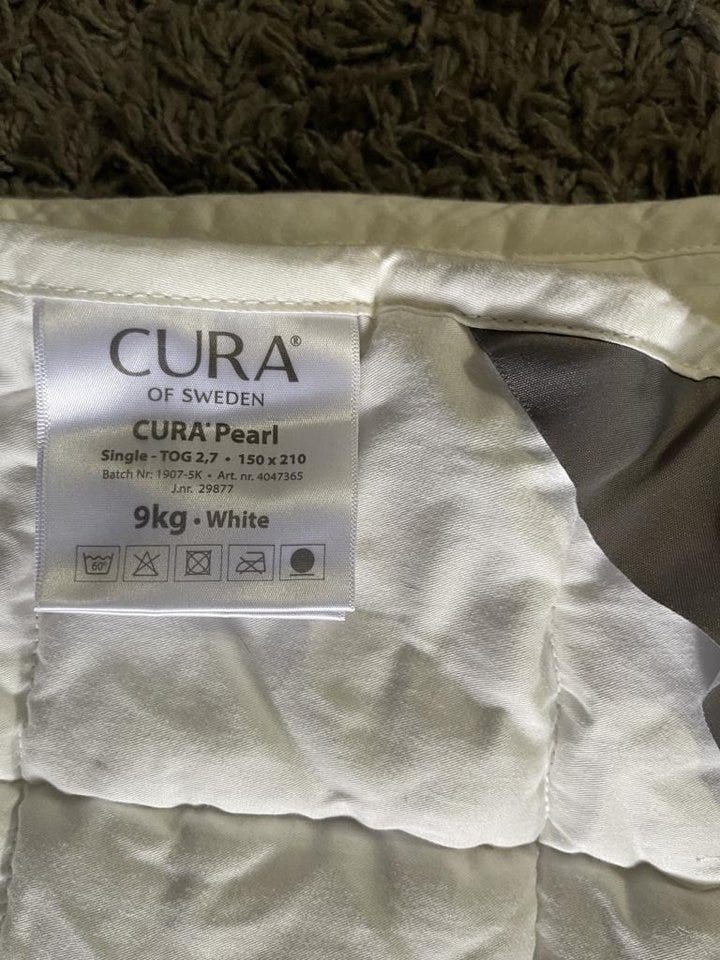 CURA®
OF SWEDEN
CURA® Pearl
Single - TOG 2,7 • 150 x 210
Batch Nr: 1907-5K • Art. nr. 4047365
J.nr. 29877
9kg • White
60°